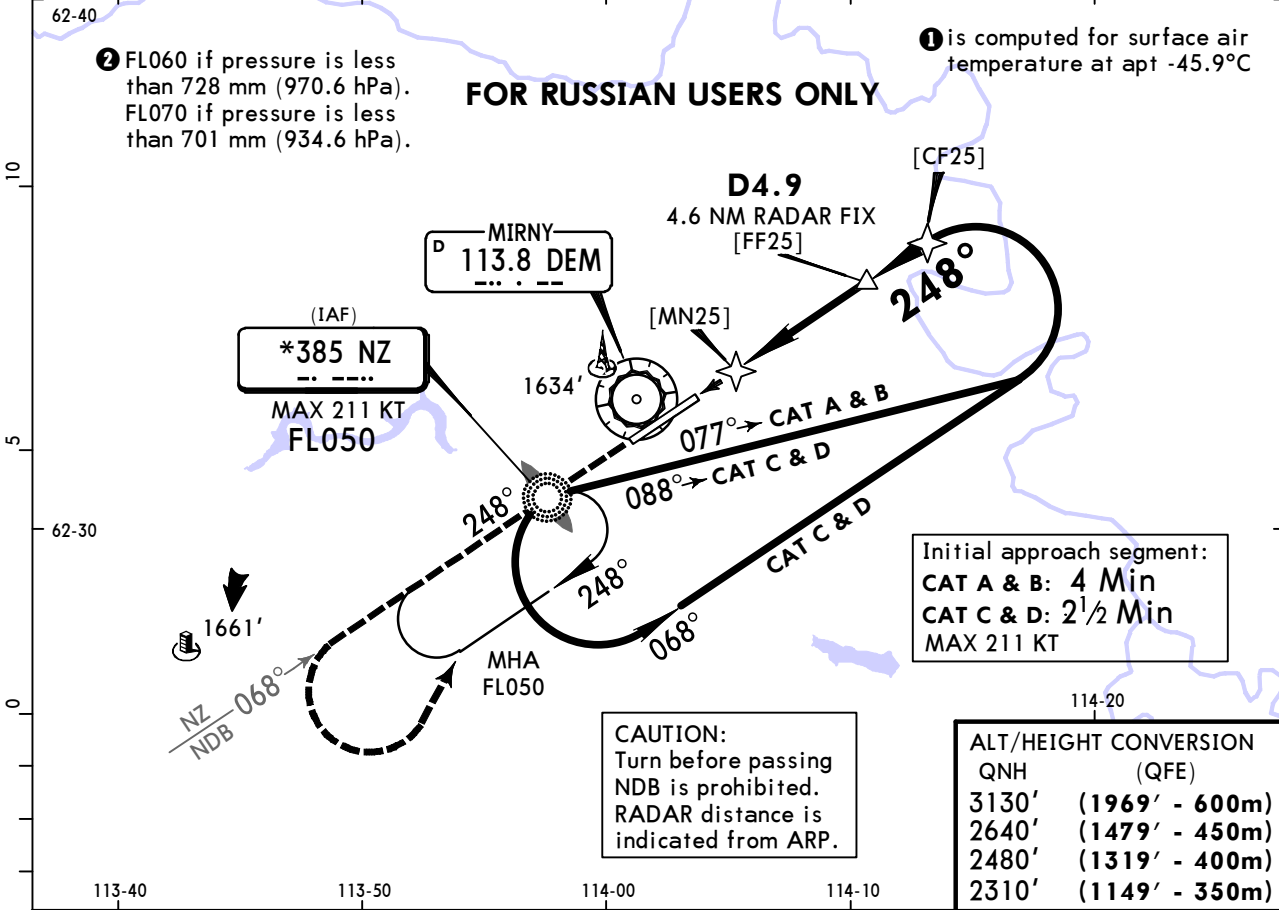 62-40
❷ FL060 if pressure is less
than 728 mm (970.6 hPa).
FL070 if pressure is less
than 701 mm (934.6 hPa).
FOR RUSSIAN USERS ONLY
❶ is computed for surface air
temperature at apt -45.9°C
10
[CF25]
D4.9
4.6 NM RADAR FIX
[FF25]
248°
MIRNY
D 113.8 DEM
-.. . --
[MN25]
(IAF)
*385 NZ
-. --..
MAX 211 KT
FL050
1634'
077° → CAT A & B
088° → CAT C & D
5
248°
62-30
CAT C & D
248°
068°
Initial approach segment:
CAT A & B: 4 Min
CAT C & D: 2½ Min
MAX 211 KT
1661'
MHA
FL050
NZ
NDB
068°
0
114-20
CAUTION:
Turn before passing
NDB is prohibited.
RADAR distance is
indicated from ARP.
ALT/HEIGHT CONVERSION
QNH (QFE)
3130' (1969' - 600m)
2640' (1479' - 450m)
2480' (1319' - 400m)
2310' (1149' - 350m)
113-40 113-50 114-00 114-10